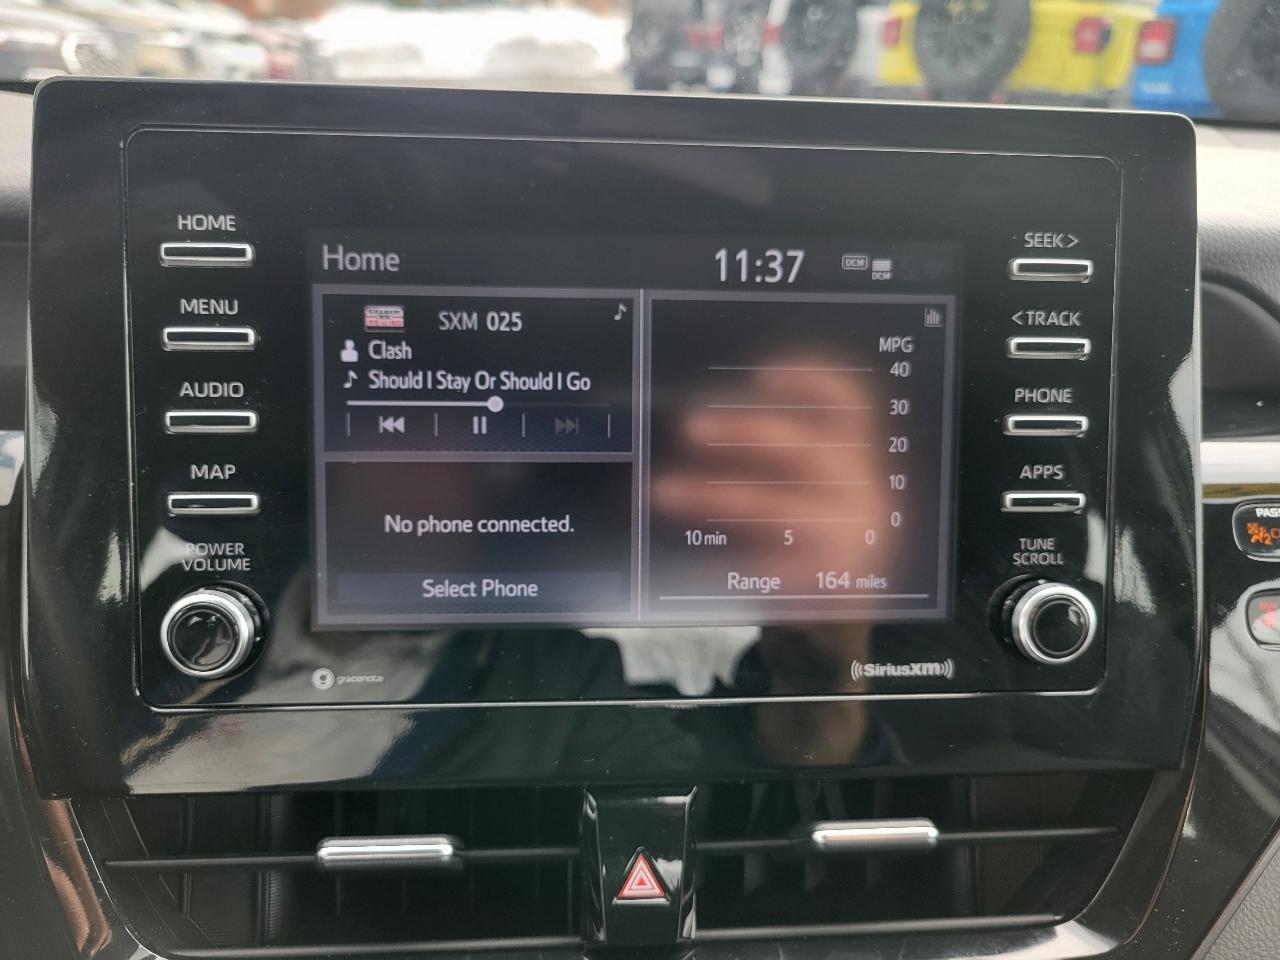 HOME
MENU
AUDIO
MAP
POWER
VOLUME
Home
11:37
DCM
DCM
SXM 025
Clash
Should I Stay Or Should I Go
No phone connected.
Select Phone
MPG
40
30
20
10
0
10 min 5 0
Range 164 miles
SEEK>
<TRACK
PHONE
APPS
TUNE
SCROLL
gracenote
((SiriusXM))
PASS